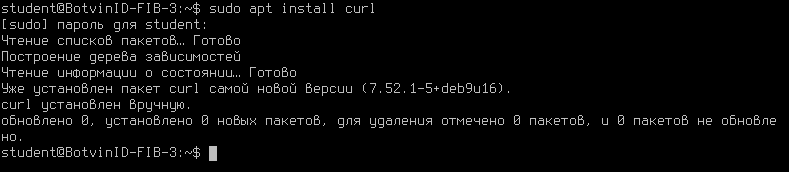 student@BotvinID-FIB-3:~$ sudo apt install curl
[sudo] пароль для student:
Чтение списков пакетов… Готово
Построение дерева зависимостей
Чтение информации о состоянии… Готово
Уже установлен пакет curl самой новой версии (7.52.1-5+deb9u16).
curl установлен вручную.
обновлено 0, установлено 0 новых пакетов, для удаления отмечено 0 пакетов, и 0 пакетов не обновле
но.
student@BotvinID-FIB-3:~$